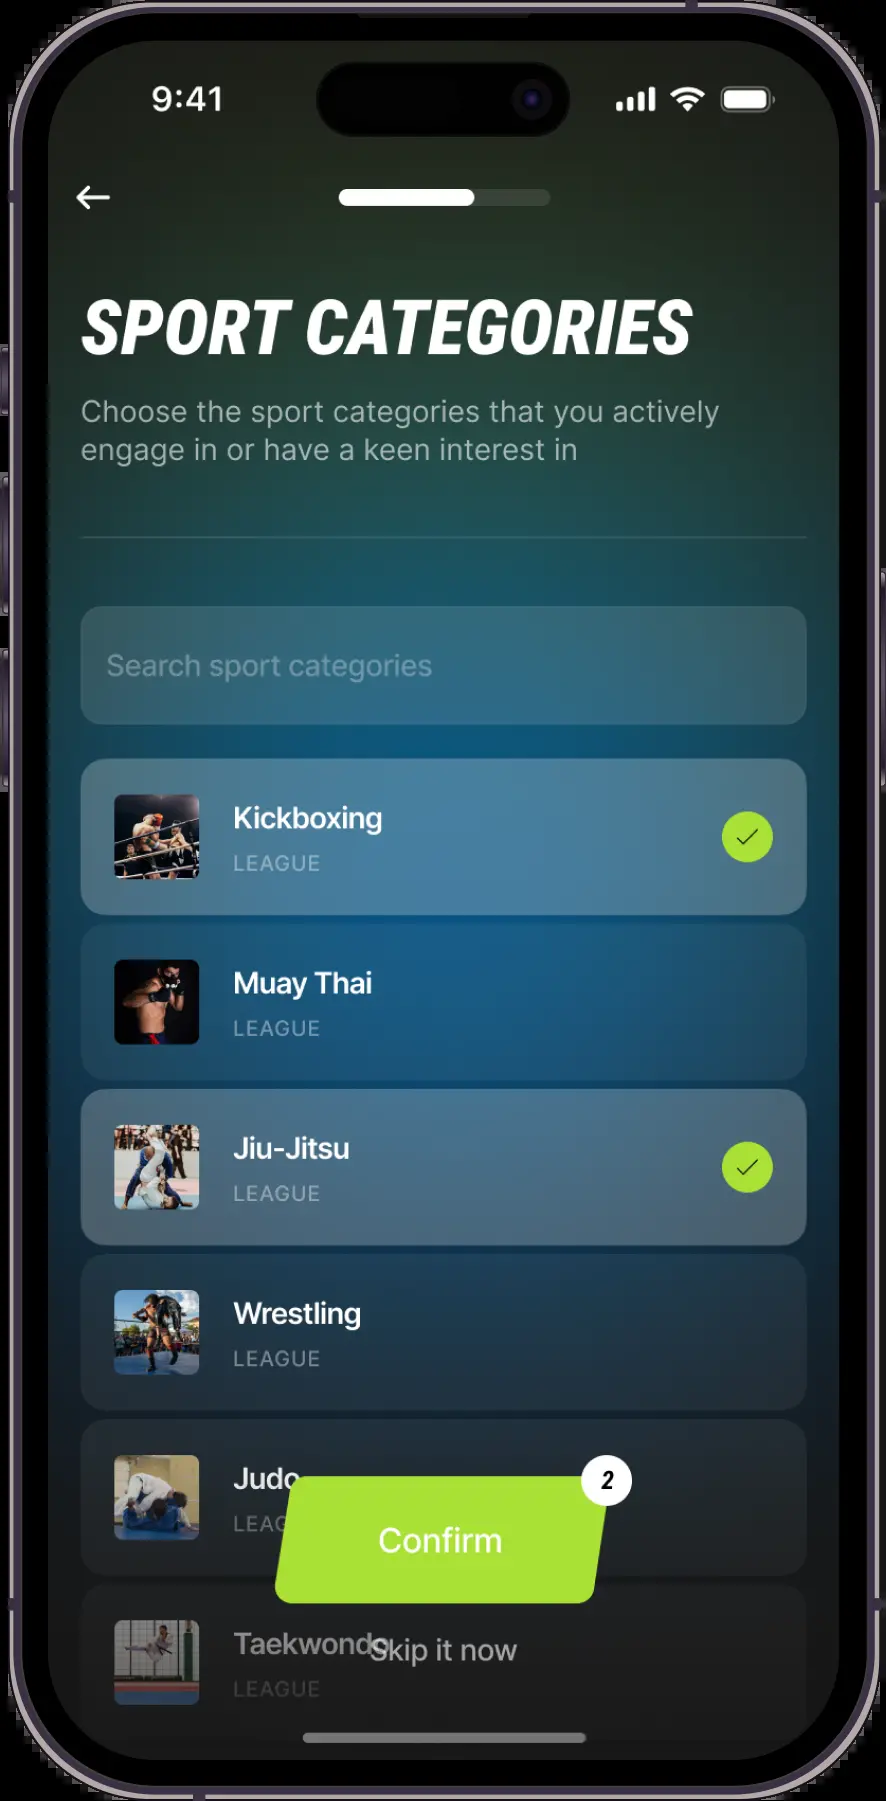 9:41
SPORT CATEGORIES
Choose the sport categories that you actively
engage in or have a keen interest in
Search sport categories
Kickboxing
LEAGUE
Muay Thai
LEAGUE
Jiu-Jitsu
LEAGUE
Wrestling
LEAGUE
Judo
LEAG
2
Confirm
Taekwondo
Skip it now
LEAGUE